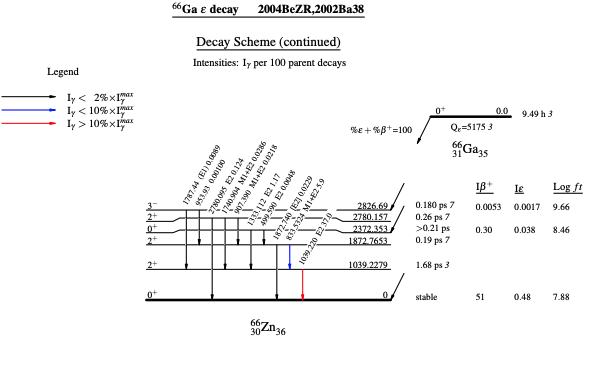 ⁶⁶Ga ε decay 2004BeZR,2002Ba38
Decay Scheme (continued)
Intensities: Iγ per 100 parent decays
Legend
Iγ < 2%×Iγᵐᵃˣ
Iγ < 10%×Iγᵐᵃˣ
Iγ > 10%×Iγᵐᵃˣ
0⁺ 0.0 9.49 h 3
%ε + %β⁺=100
Qε=5175 3
⁶⁶₃₁Ga₃₅
1787.44 (E1) 0.0089
953.93 0.00100
2780.095 E2 0.124
1740.904 M1+E2 0.0286
907.390 M1+E2 0.0218
1333.112 E2 1.17
499.590 E2 0.0048
1872.740 [E2] 0.0229
833.5324 M1+E2 5.9
1039.220 E2 37.0
Iβ⁺ Iε Log ft
3⁻ 2826.69 0.180 ps 7 0.0053 0.0017 9.66
2⁺ 2780.157 0.26 ps 7
0⁺ 2372.353 >0.21 ps 0.30 0.038 8.46
2⁺ 1872.7653 0.19 ps 7
2⁺ 1039.2279 1.68 ps 3
0⁺ 0 stable 51 0.48 7.88
⁶⁶₃₀Zn₃₆